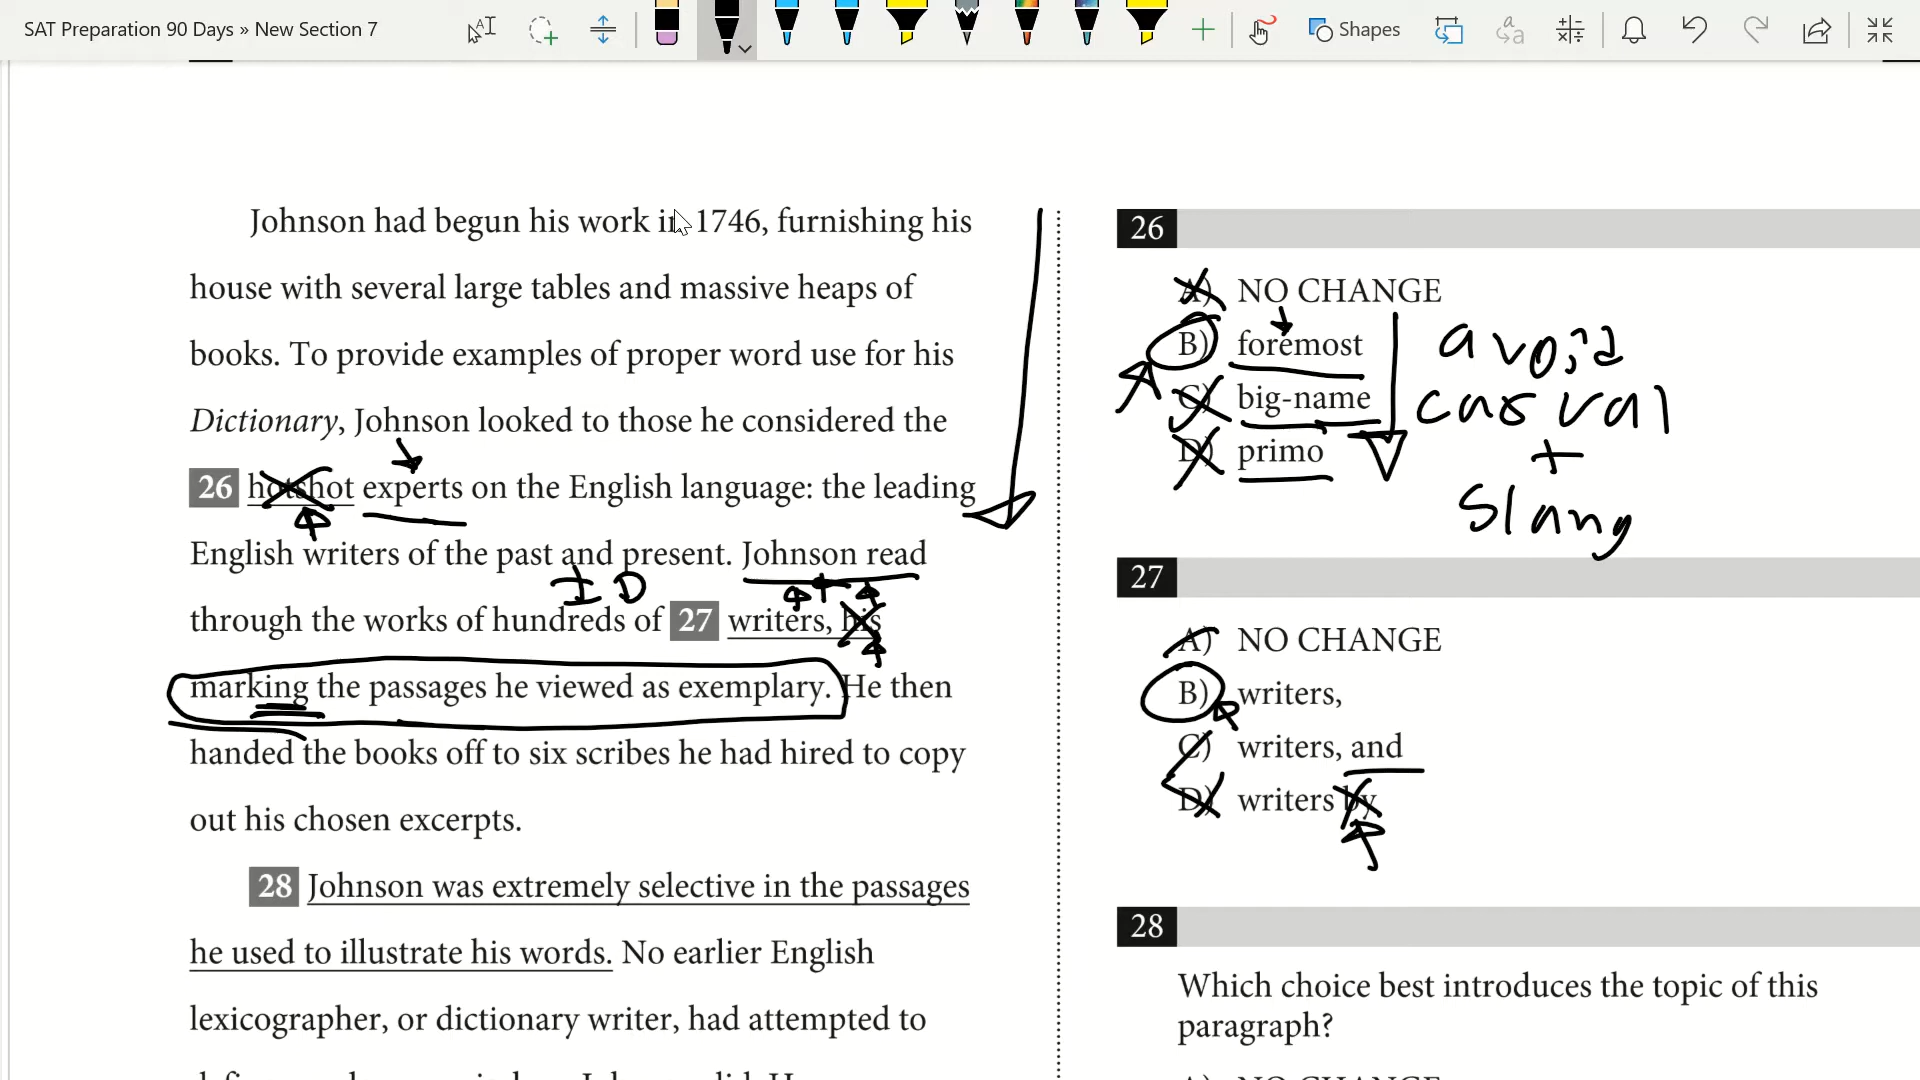 SAT Preparation 90 Days » New Section 7
Shapes
Johnson had begun his work in 1746, furnishing his
house with several large tables and massive heaps of
books. To provide examples of proper word use for his
Dictionary, Johnson looked to those he considered the
26 hotshot experts on the English language: the leading
English writers of the past and present. Johnson read
I D
through the works of hundreds of 27 writers, his
marking the passages he viewed as exemplary. He then
handed the books off to six scribes he had hired to copy
out his chosen excerpts.
28 Johnson was extremely selective in the passages
he used to illustrate his words. No earlier English
lexicographer, or dictionary writer, had attempted to
26
A) NO CHANGE
B) foremost
C) big-name
D) primo
avoid
casual
+
Slang
27
A) NO CHANGE
B) writers,
C) writers, and
D) writers by
28
Which choice best introduces the topic of this
paragraph?
A) NO CHANGE